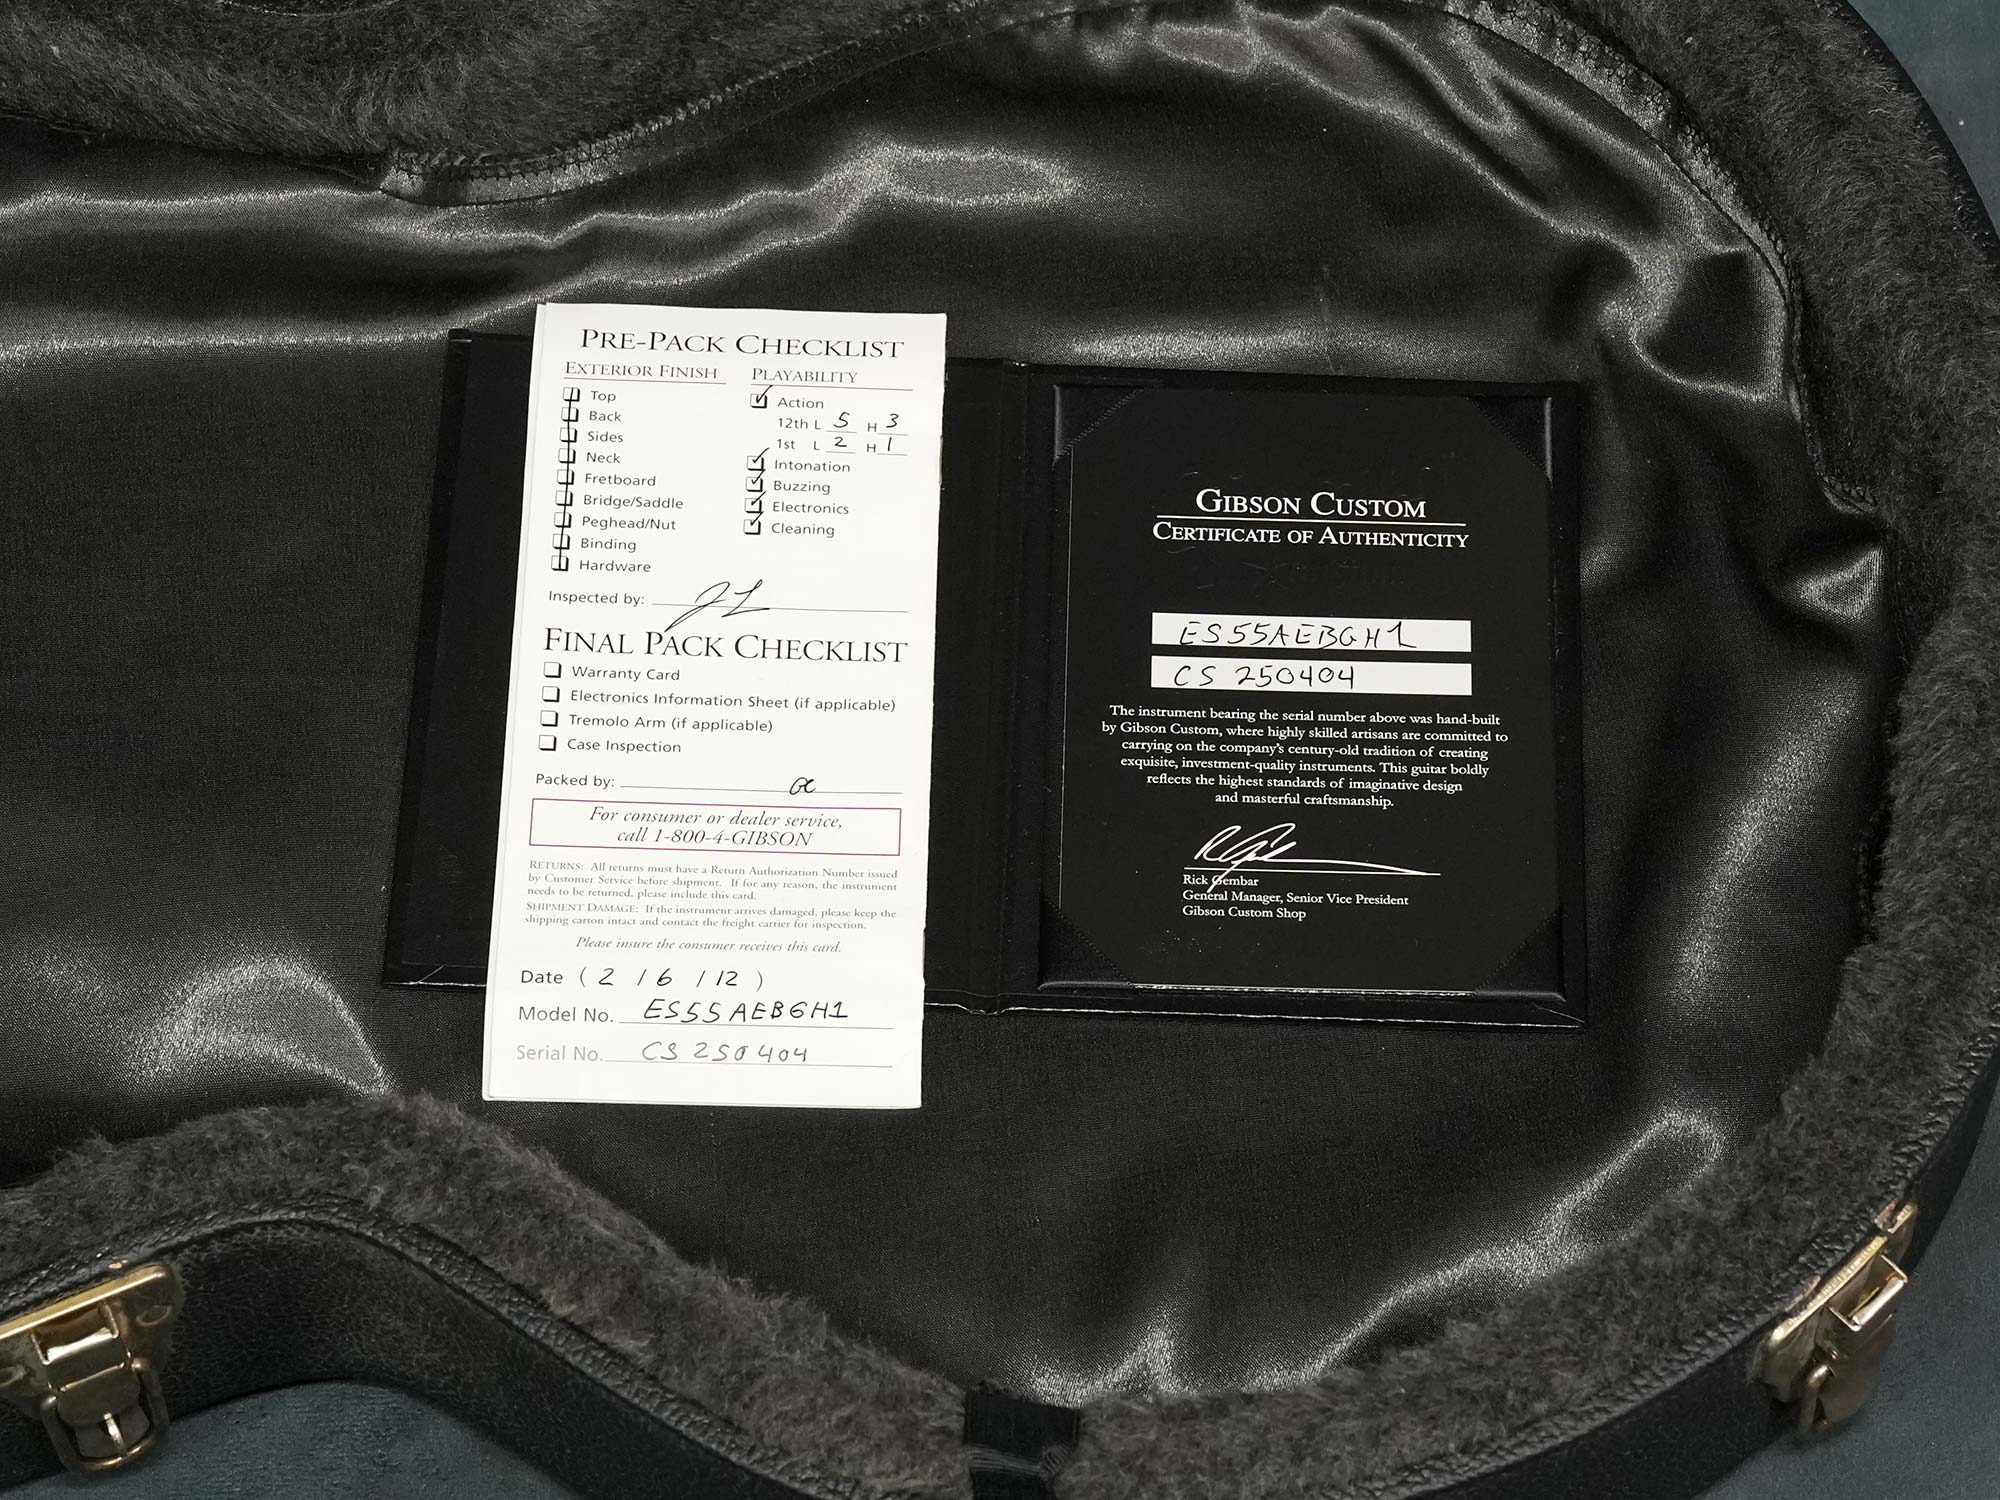 PRE-PACK CHECKLIST
EXTERIOR FINISH
Top
Back
Sides
Neck
Fretboard
Bridge/Saddle
Peghead/Nut
Binding
Hardware
PLAYABILITY
Action
12th L 5 H 3
1st L 2 H 1
Intonation
Buzzing
Electronics
Cleaning
Inspected by: JL
FINAL PACK CHECKLIST
Warranty Card
Electronics Information Sheet (if applicable)
Tremolo Arm (if applicable)
Case Inspection
Packed by:
For consumer or dealer service,
call 1-800-4-GIBSON
RETURNS: All returns must have a Return Authorization Number issued
by Customer Service before shipment. If for any reason, the instrument
needs to be returned, please include this card.
SHIPMENT DAMAGE: If the instrument arrives damaged, please keep the
shipping carton intact and contact the freight carrier for inspection.
Please insure the consumer receives this card.
Date ( 2 / 6 / 12 )
Model No. ES55AEBGH1
Serial No. CS 250404
GIBSON CUSTOM
CERTIFICATE OF AUTHENTICITY
ES55AEBGH1
CS 250404
The instrument bearing the serial number above was hand-built
by Gibson Custom, where highly skilled artisans are committed to
carrying on the company's century-old tradition of creating
exquisite, investment-quality instruments. This guitar boldly
reflects the highest standards of imaginative design
and masterful craftsmanship.
Rick Gembar
General Manager, Senior Vice President
Gibson Custom Shop